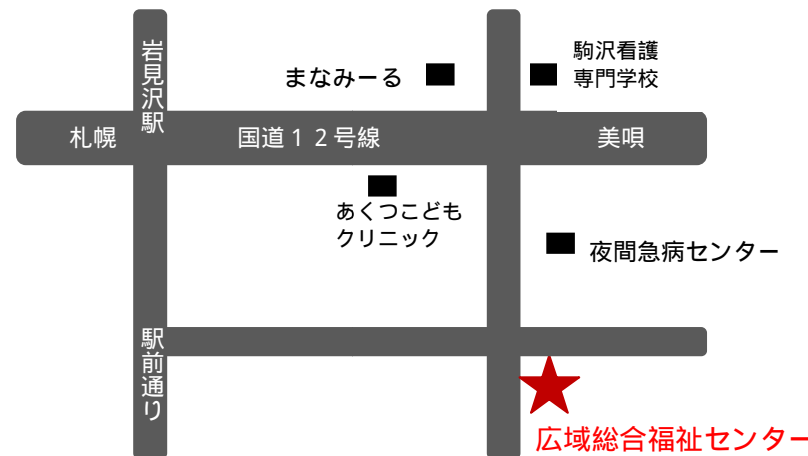 岩見沢駅
まなみーる
駒沢看護
専門学校
札幌
国道１２号線
美唄
あくつこども
クリニック
夜間急病センター
駅前通り
広域総合福祉センター